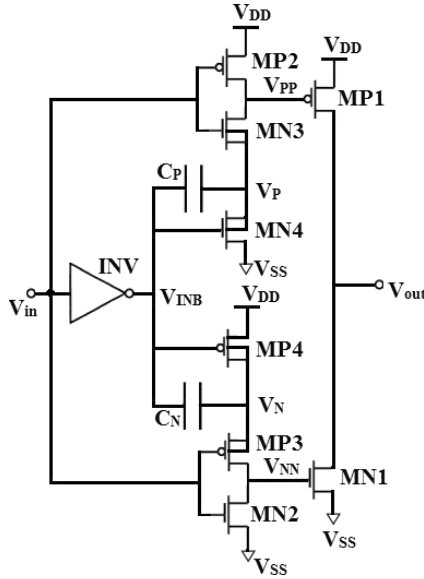 VDD
MP2
VDD
VPP
MP1
MN3
CP
VP
MN4
INV
VSS
Vin
VINB
VDD
Vout
MP4
CN
VN
MP3
VNN
MN1
MN2
VSS
VSS